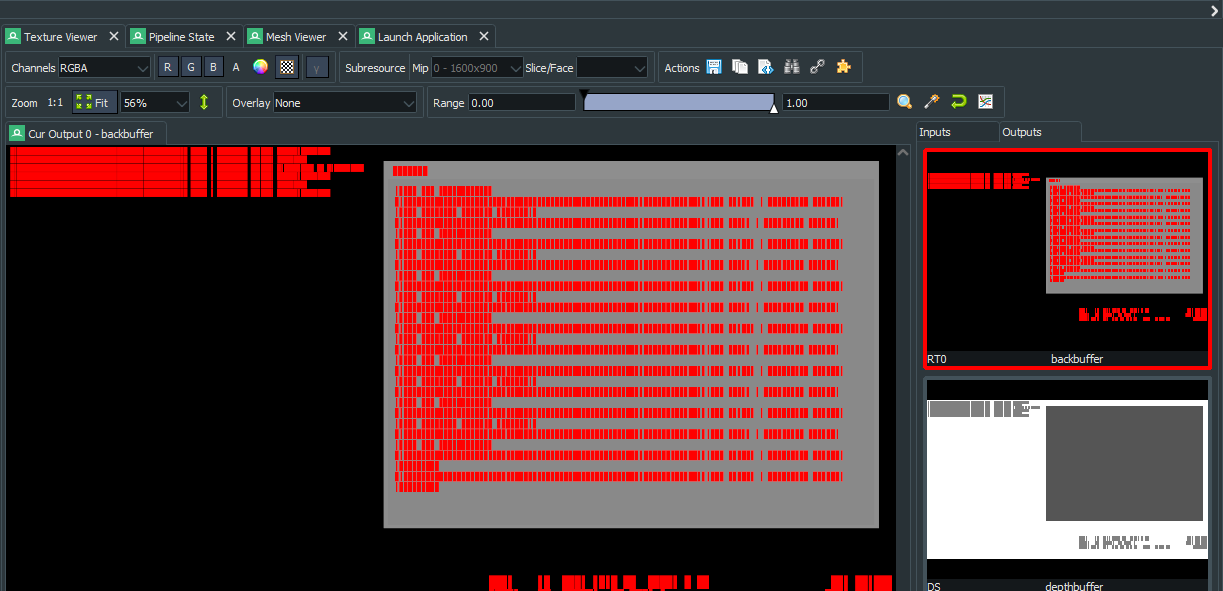 Texture Viewer Pipeline State Mesh Viewer Launch Application
Channels RGBA R G B A γ Subresource Mip 0 - 1600x900 Slice/Face Actions
Zoom 1:1 Fit 56% Overlay None Range 0.00 1.00
Cur Output 0 - backbuffer Inputs Outputs
RT0 backbuffer
DS depthbuffer